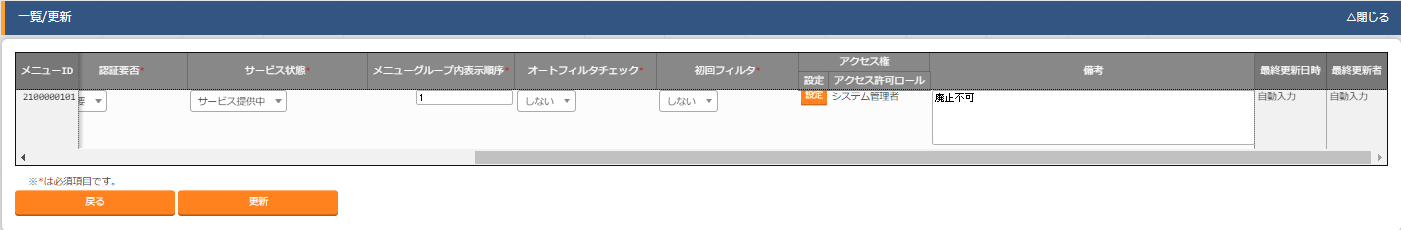 一覧/更新
△閉じる
メニューID 認証要否* サービス状態* メニューグループ内表示順序* オートフィルタチェック* 初回フィルタ* アクセス権 備考 最終更新日時 最終更新者
設定 アクセス許可ロール
2100000101 要 サービス提供中 1 しない しない 設定 システム管理者 廃止不可 自動入力 自動入力
※*は必須項目です。
戻る 更新